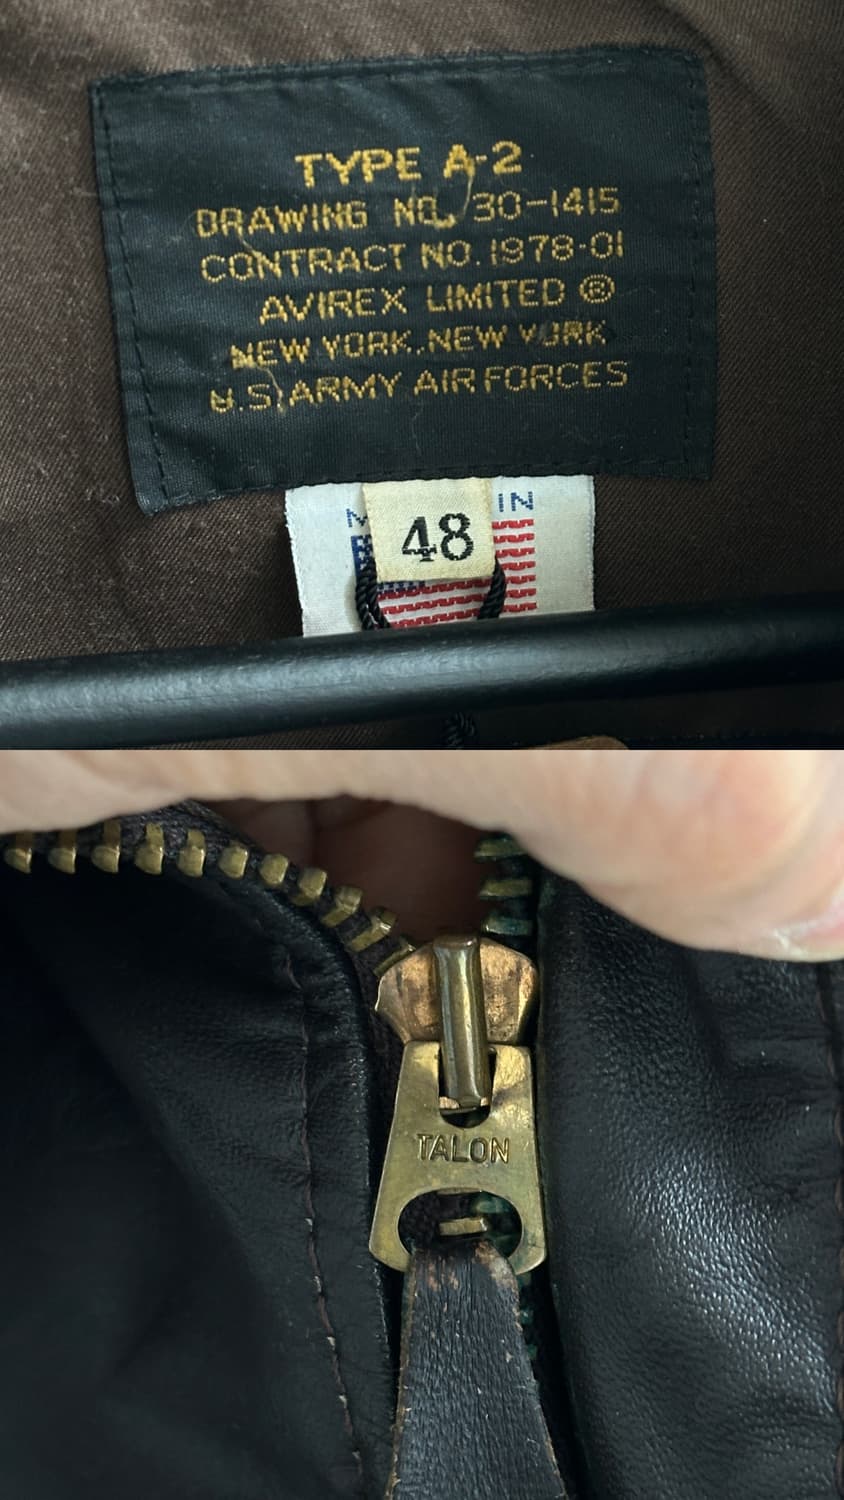 TYPE A-2
DRAWING NO. 30-1415
CONTRACT NO. 1978-01
AVIREX LIMITED ®
NEW YORK, NEW YORK
U.S. ARMY AIR FORCES
IN
48
TALON